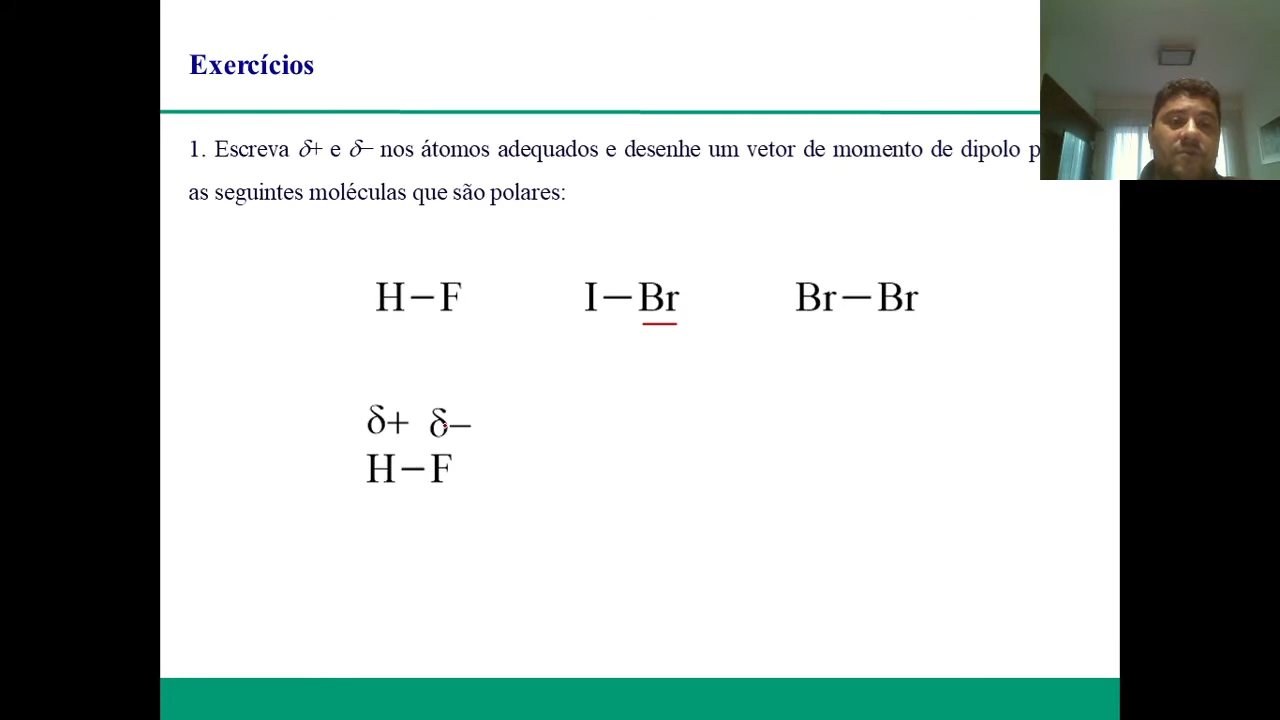 Exercícios
1. Escreva δ+ e δ− nos átomos adequados e desenhe um vetor de momento de dipolo
as seguintes moléculas que são polares:
H−F I−Br Br−Br
δ+ δ−
H−F